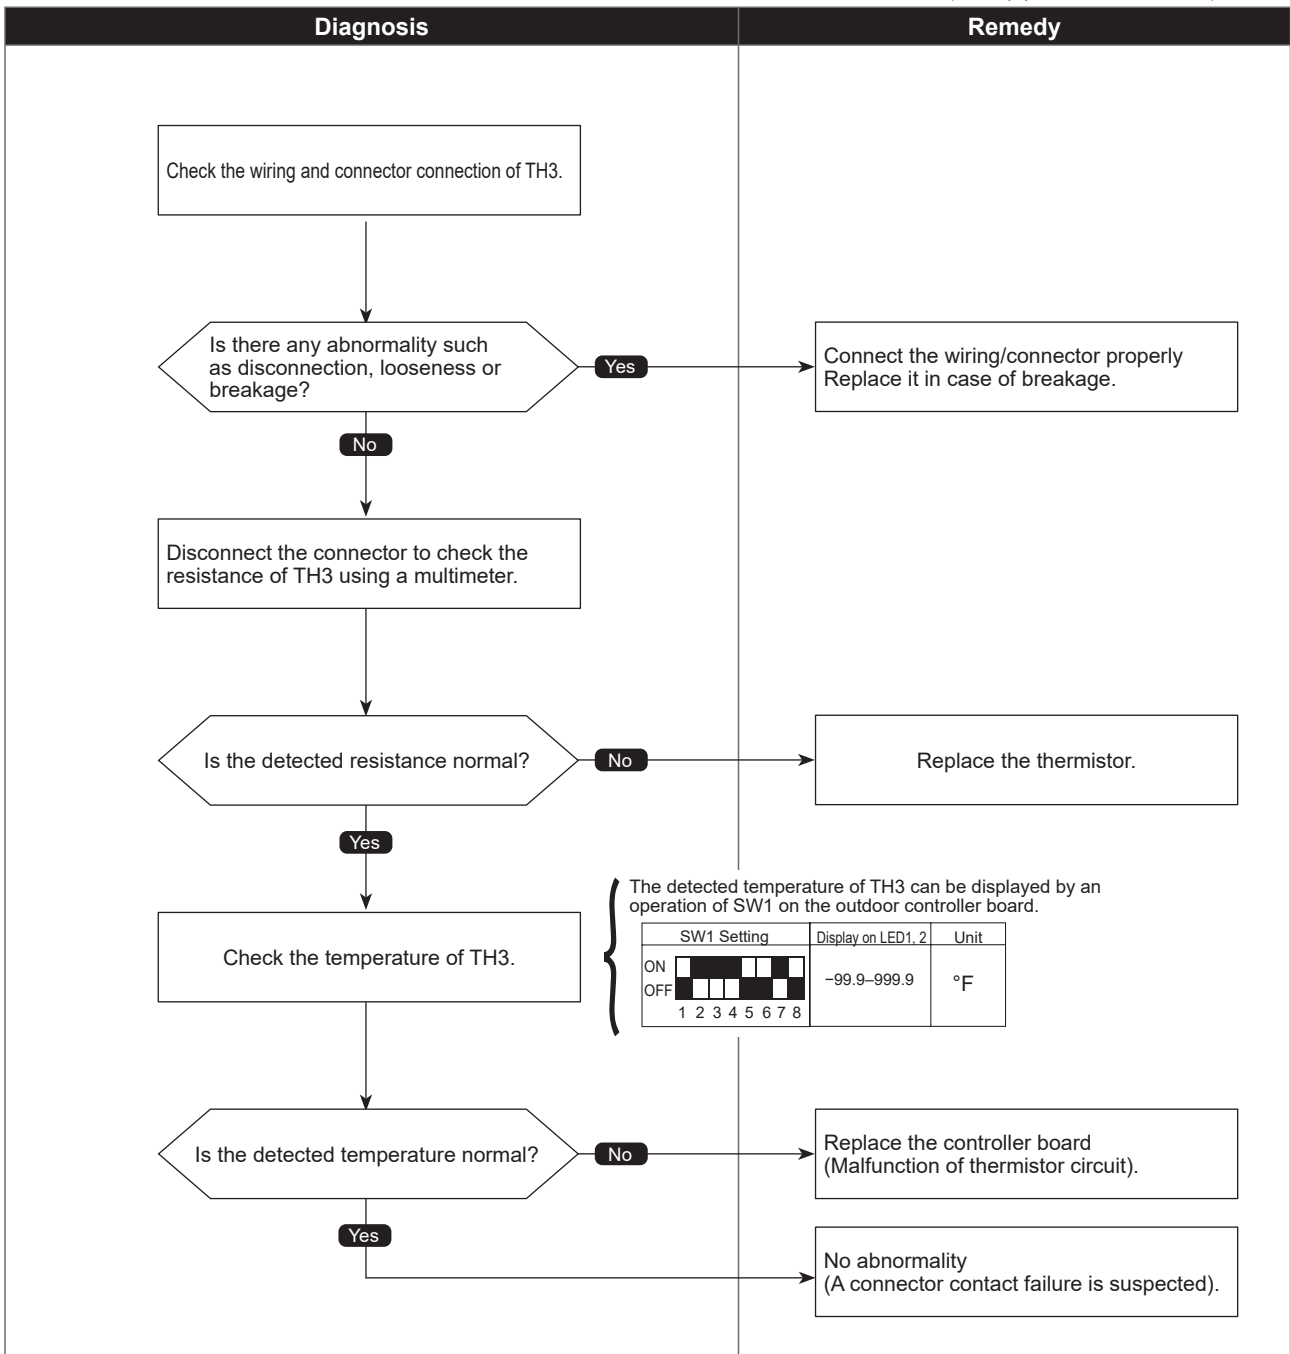 Diagnosis
Remedy
Check the wiring and connector connection of TH3.
Is there any abnormality such
as disconnection, looseness or
breakage?
Yes
Connect the wiring/connector properly
Replace it in case of breakage.
No
Disconnect the connector to check the
resistance of TH3 using a multimeter.
Is the detected resistance normal?
No
Replace the thermistor.
Yes
The detected temperature of TH3 can be displayed by an
operation of SW1 on the outdoor controller board.
SW1 Setting
Display on LED1, 2
Unit
ON
OFF
1 2 3 4 5 6 7 8
−99.9–999.9
°F
Check the temperature of TH3.
Is the detected temperature normal?
No
Replace the controller board
(Malfunction of thermistor circuit).
Yes
No abnormality
(A connector contact failure is suspected).